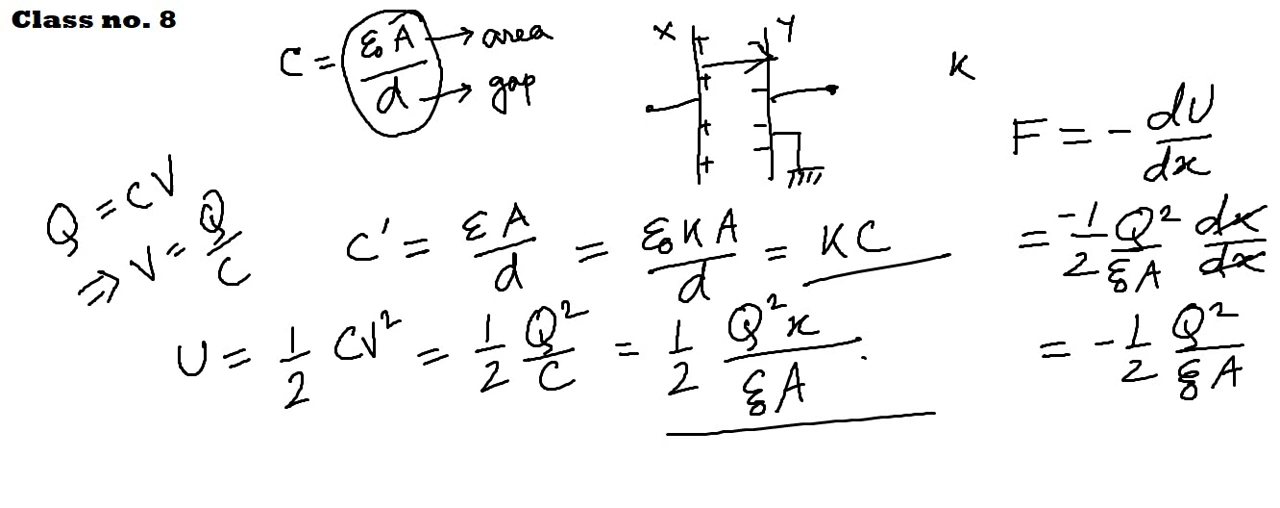 Class no. 8
C = ε₀A/d → area → gap
X + + + + Y - - - -
K
F = - dU/dx
Q = CV
⇒ V = Q/C
C' = εA/d = ε₀KA/d = KC
= -1/2 Q²/ε₀A dx/dx
U = 1/2 CV² = 1/2 Q²/C = 1/2 Q²x/ε₀A .
= -1/2 Q²/ε₀A